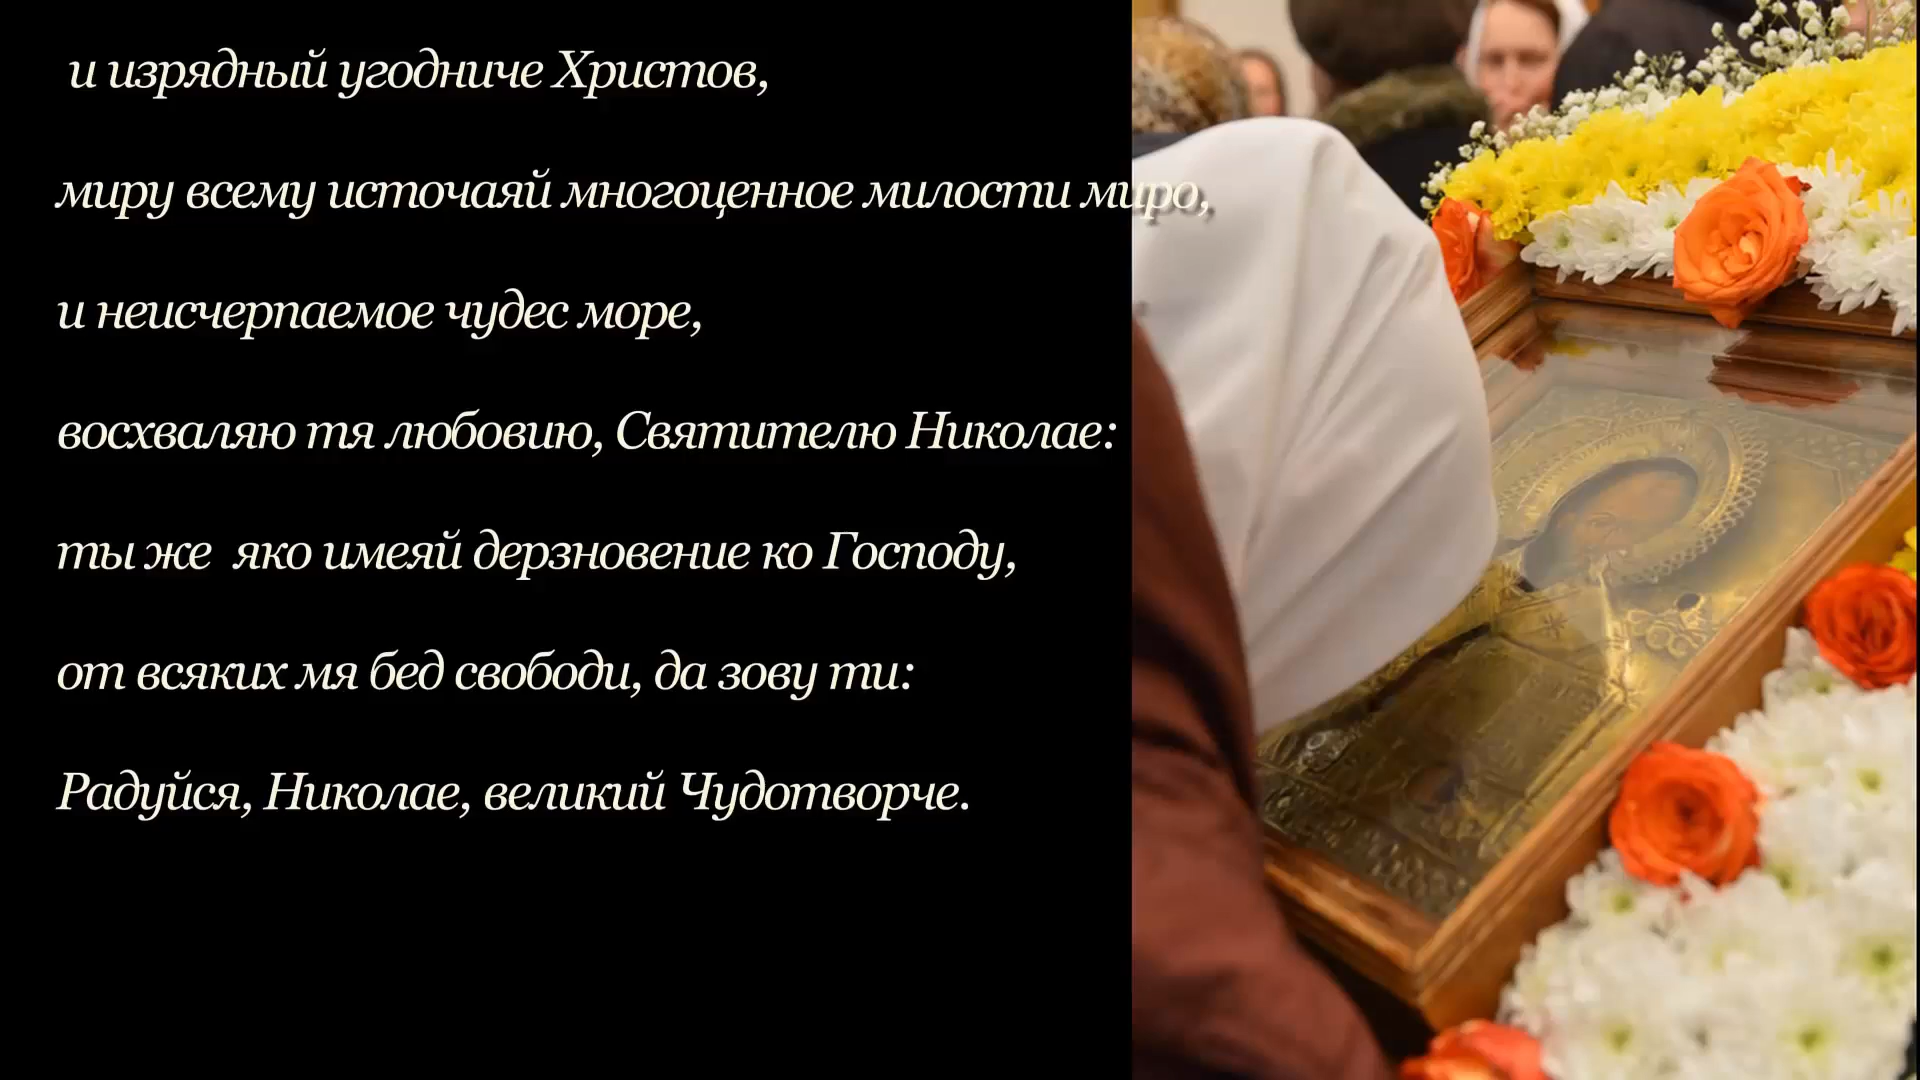 и изрядный угодниче Христов,
миру всему источаяй многоценное милости миро,
и неисчерпаемое чудес море,
восхваляю тя любовию, Святителю Николае:
ты же яко имеяй дерзновение ко Господу,
от всяких мя бед свободи, да зову ти:
Радуйся, Николае, великий Чудотворче.